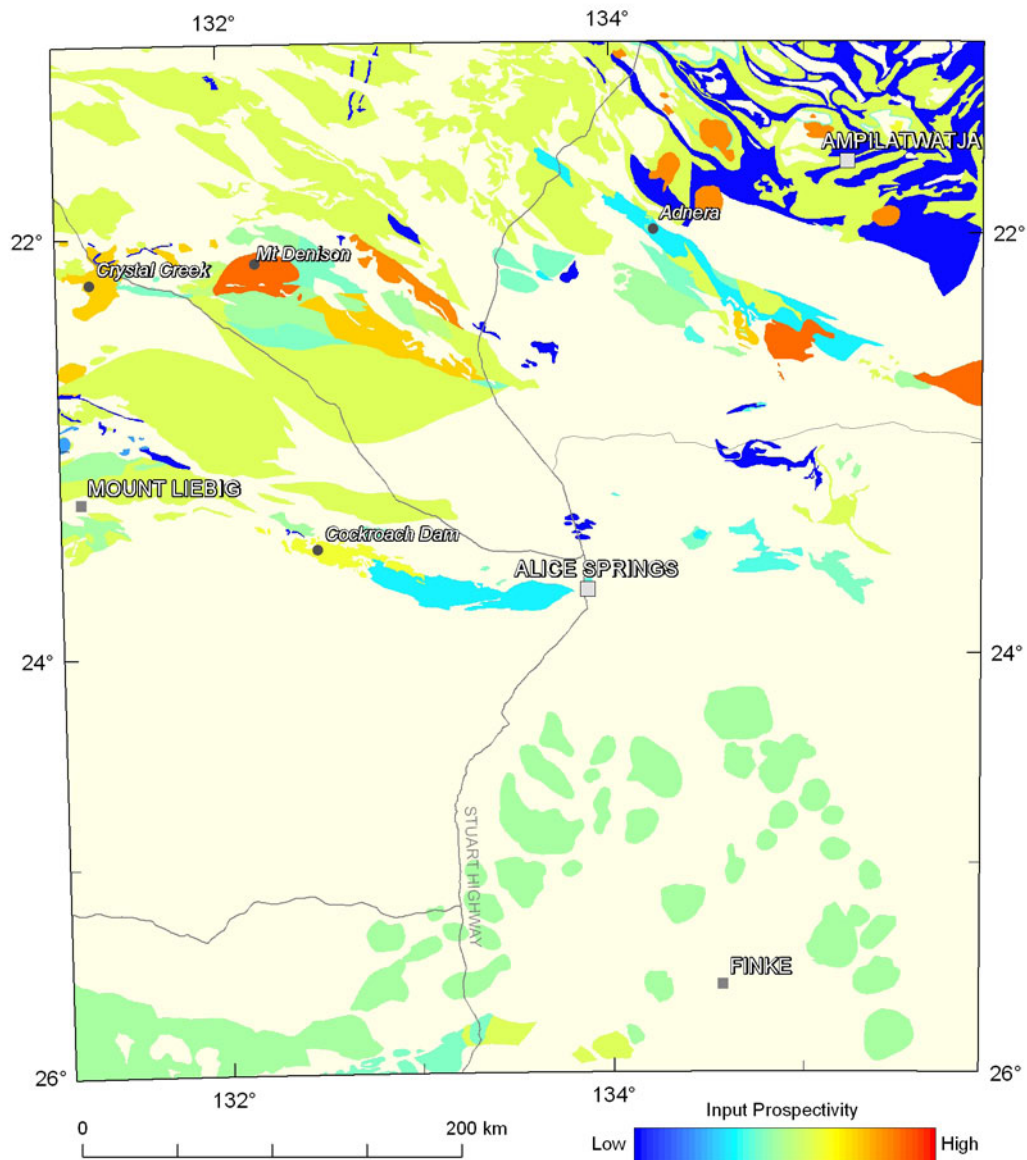 132° 134°
AMPILATWATJA
Adnera
22° 22°
Mt Denison
Crystal Creek
MOUNT LIEBIG
Cockroach Dam
ALICE SPRINGS
24° 24°
STUART HIGHWAY
FINKE
26° 26°
132° 134°
Input Prospectivity
0 200 km
Low High